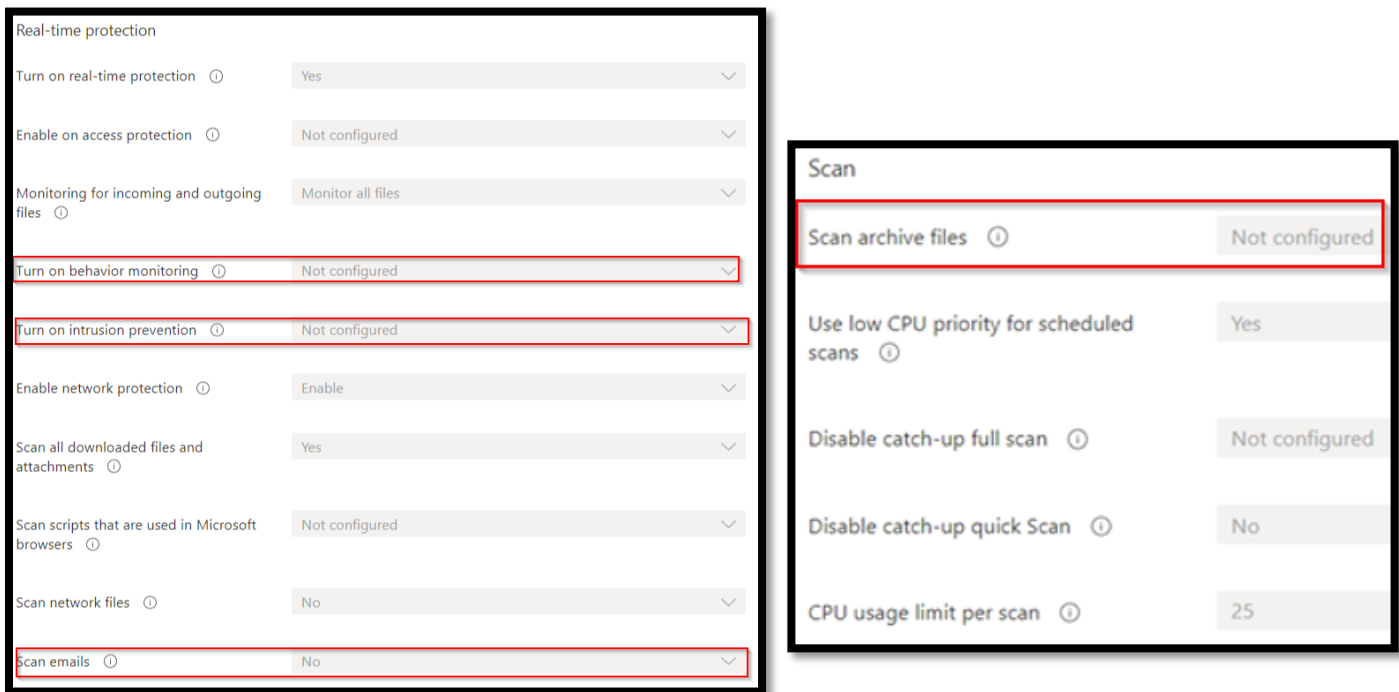 Real-time protection
Turn on real-time protection Yes
Enable on access protection Not configured
Monitoring for incoming and outgoing
files
Monitor all files
Turn on behavior monitoring Not configured
Turn on intrusion prevention Not configured
Enable network protection Enable
Scan all downloaded files and
attachments
Yes
Scan scripts that are used in Microsoft
browsers
Not configured
Scan network files No
Scan emails No
Scan
Scan archive files Not configured
Use low CPU priority for scheduled
scans
Yes
Disable catch-up full scan Not configured
Disable catch-up quick Scan No
CPU usage limit per scan 25